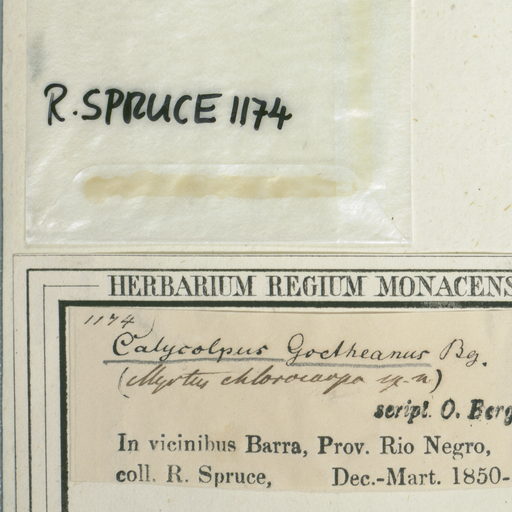 R. SPRUCE 1174
HERBARIUM REGIUM MONACENS
1174
Calycolpus Goetheanus Bg.
(Myrtus chlorocarpa sp. n)
script. O. Berg
In vicinibus Barra, Prov. Rio Negro,
coll. R. Spruce, Dec.-Mart. 1850-